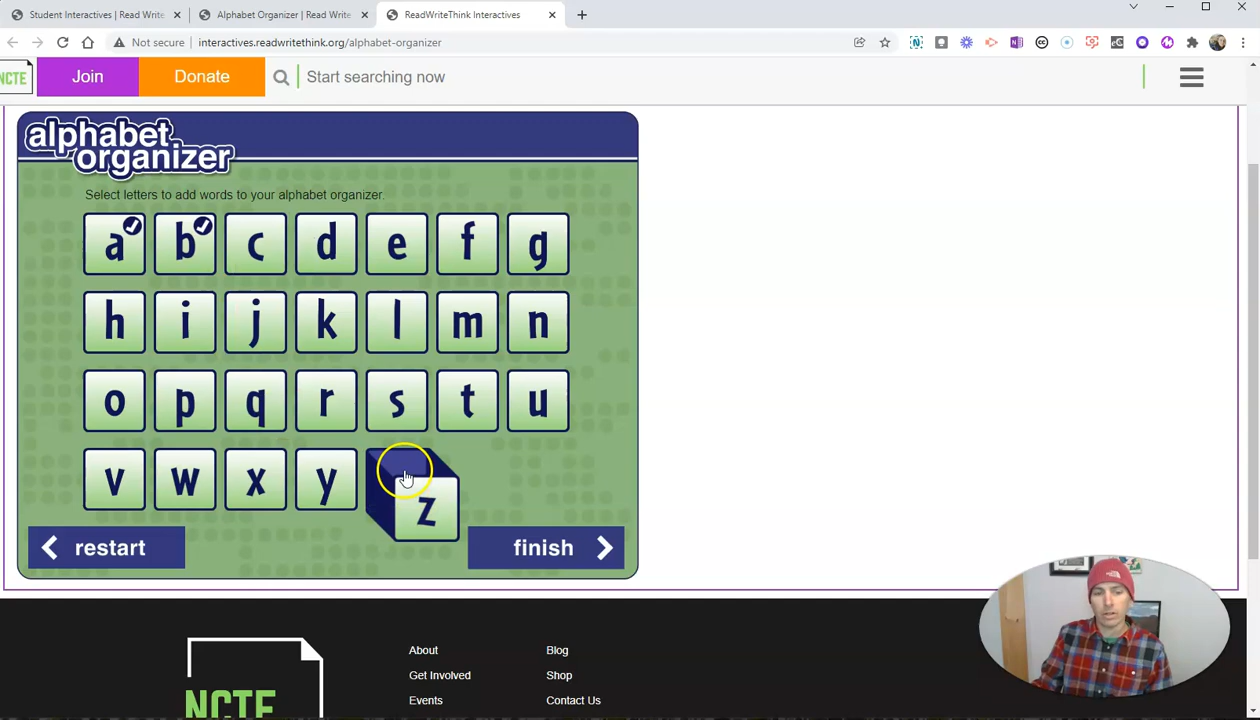 Student Interactives | Read Write
Alphabet Organizer | Read Write
ReadWriteThink Interactives
Not secure
interactives.readwritethink.org/alphabet-organizer
NCTE
Join
Donate
Start searching now
alphabet
organizer
Select letters to add words to your alphabet organizer.
a b c d e f g
h i j k l m n
o p q r s t u
v w x y z
restart
finish
About
Blog
Get Involved
Shop
Events
Contact Us
NCTE